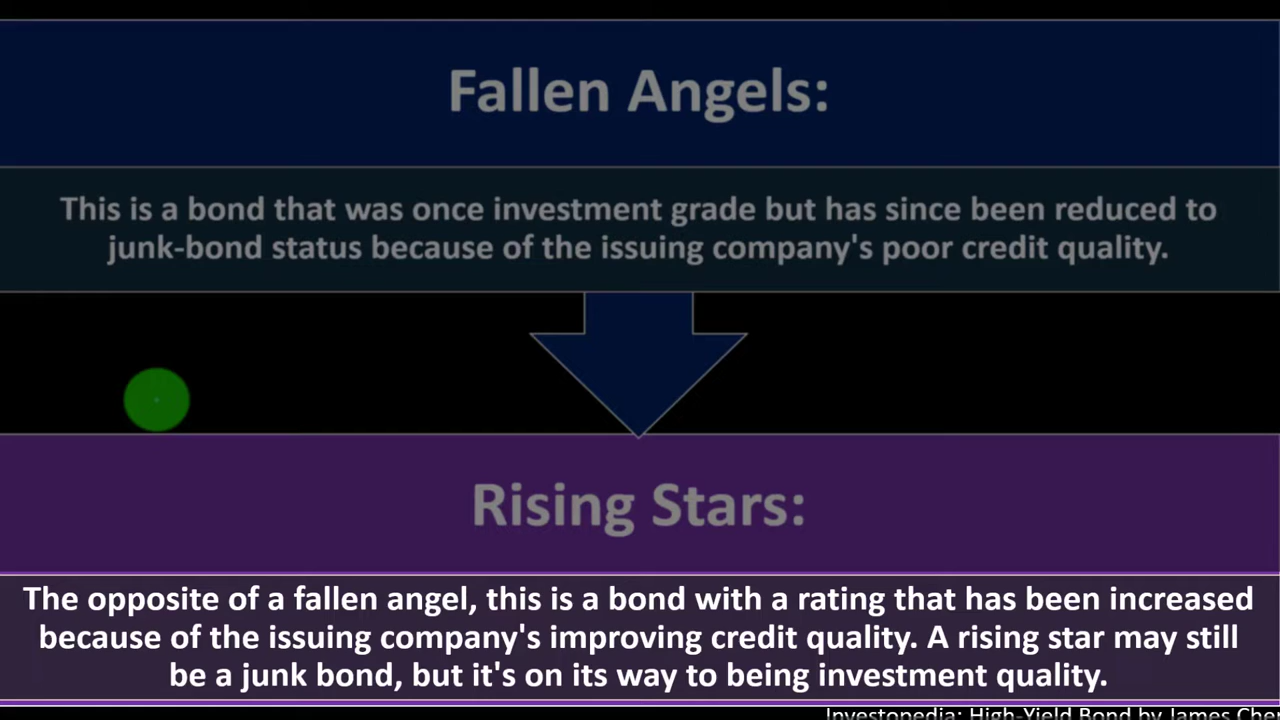 Fallen Angels:
This is a bond that was once investment grade but has since been reduced to
junk-bond status because of the issuing company's poor credit quality.
Rising Stars:
The opposite of a fallen angel, this is a bond with a rating that has been increased
because of the issuing company's improving credit quality. A rising star may still
be a junk bond, but it's on its way to being investment quality.
Investopedia: High-Yield Bond by James